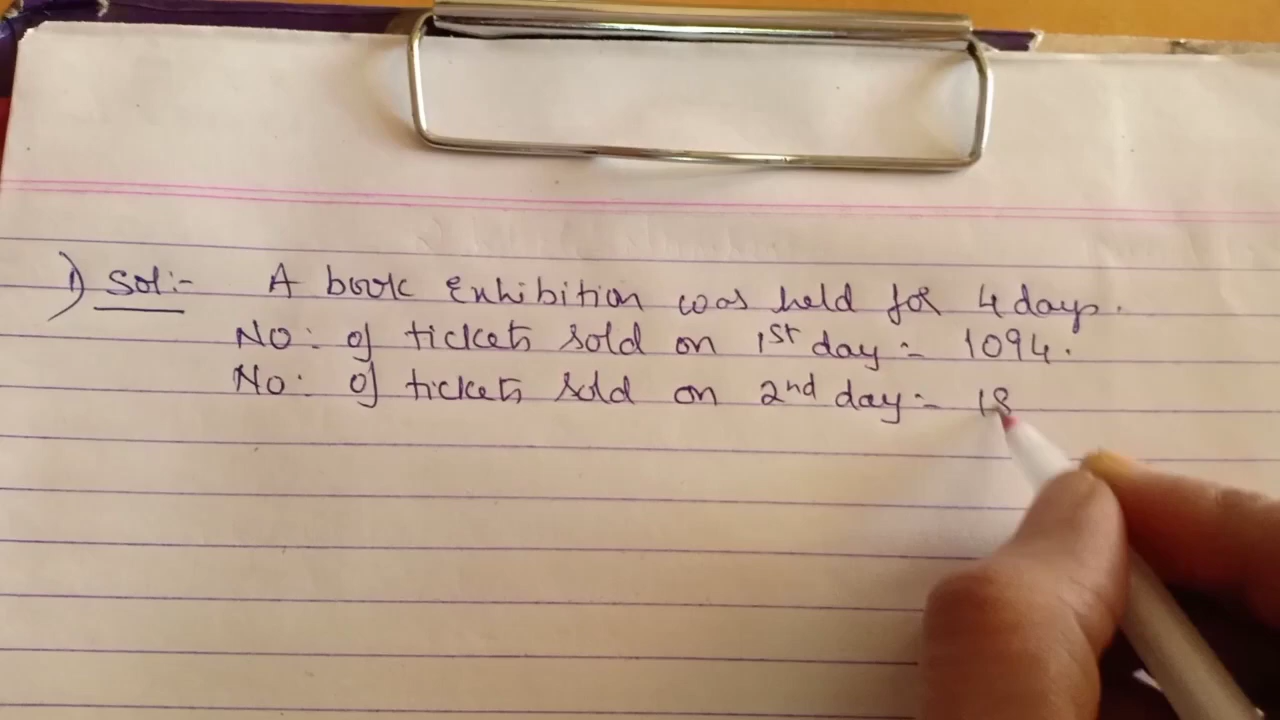 1) Sol:- A book Exhibition was held for 4 days.
No: of tickets sold on 1st day:- 1094.
No: of tickets sold on 2nd day:- 18